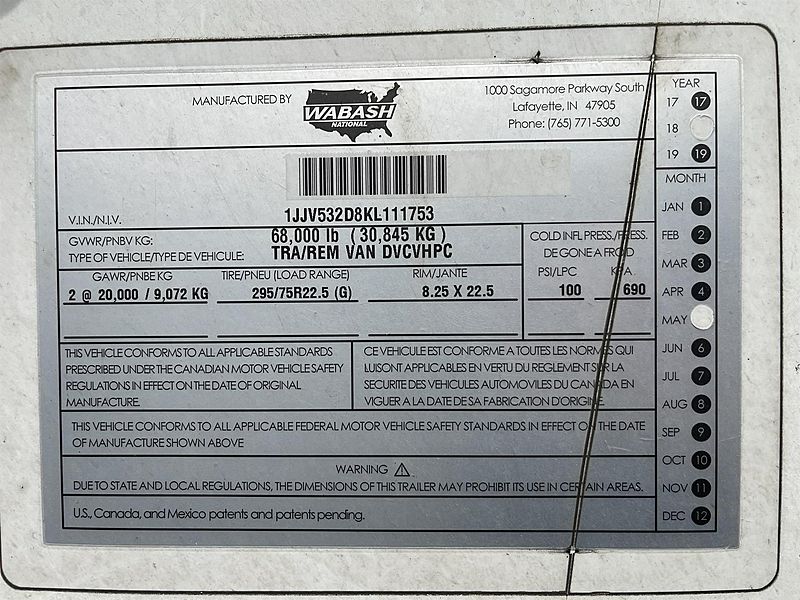 MANUFACTURED BY
WABASH
NATIONAL
1000 Sagamore Parkway South
Lafayette, IN 47905
Phone: (765) 771-5300
V.I.N./N.I.V.
1JJV532D8KL111753
GVWR/PNBV KG:
68,000 lb ( 30,845 KG )
TYPE OF VEHICLE/TYPE DE VEHICULE:
TRA/REM VAN DVCVHPC
GAWR/PNBE KG
TIRE/PNEU (LOAD RANGE)
RIM/JANTE
2 @ 20,000 / 9,072 KG
295/75R22.5 (G)
8.25 X 22.5
COLD INFL PRESS./PRESS.
DE GONE A FROID
PSI/LPC
KPA.
100
690
THIS VEHICLE CONFORMS TO ALL APPLICABLE STANDARDS
PRESCRIBED UNDER THE CANADIAN MOTOR VEHICLE SAFETY
REGULATIONS IN EFFECT ON THE DATE OF ORIGINAL
MANUFACTURE.
CE VEHICULE EST CONFORME A TOUTES LES NORMES QUI
LUISONT APPLICABLES EN VERTU DU REGLEMENT SUR LA
SECURITE DES VEHICULES AUTOMOVILES DU CANADA EN
VIGUER A LA DATE DE SA FABRICATION D'ORIGINE
THIS VEHICLE CONFORMS TO ALL APPLICABLE FEDERAL MOTOR VEHICLE SAFETY STANDARDS IN EFFECT ON THE DATE
OF MANUFACTURE SHOWN ABOVE
WARNING
DUE TO STATE AND LOCAL REGULATIONS, THE DIMENSIONS OF THIS TRAILER MAY PROHIBIT ITS USE IN CERTAIN AREAS.
U.S., Canada, and Mexico patents and patents pending.
YEAR
17 17
18
19 19
MONTH
JAN 1
FEB 2
MAR 3
APR 4
MAY
JUN 6
JUL 7
AUG 8
SEP 9
OCT 10
NOV 11
DEC 12